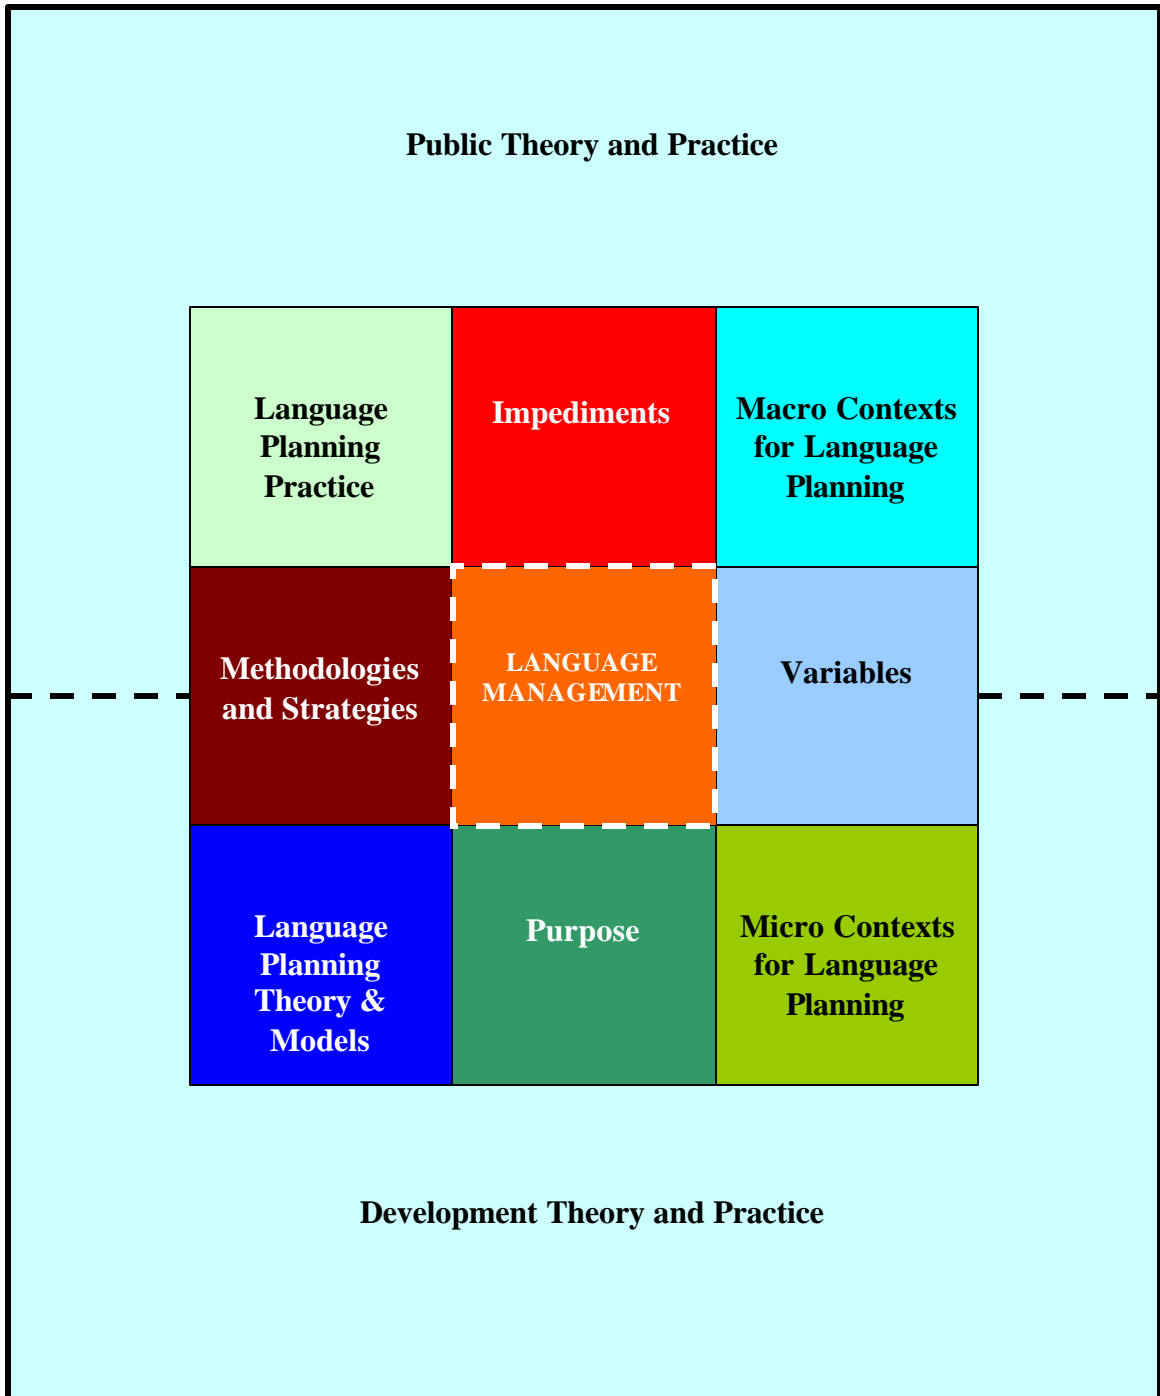 Public Theory and Practice
Language
Planning
Practice
Impediments
Macro Contexts
for Language
Planning
Methodologies
and Strategies
LANGUAGE
MANAGEMENT
Variables
Language
Planning
Theory &
Models
Purpose
Micro Contexts
for Language
Planning
Development Theory and Practice